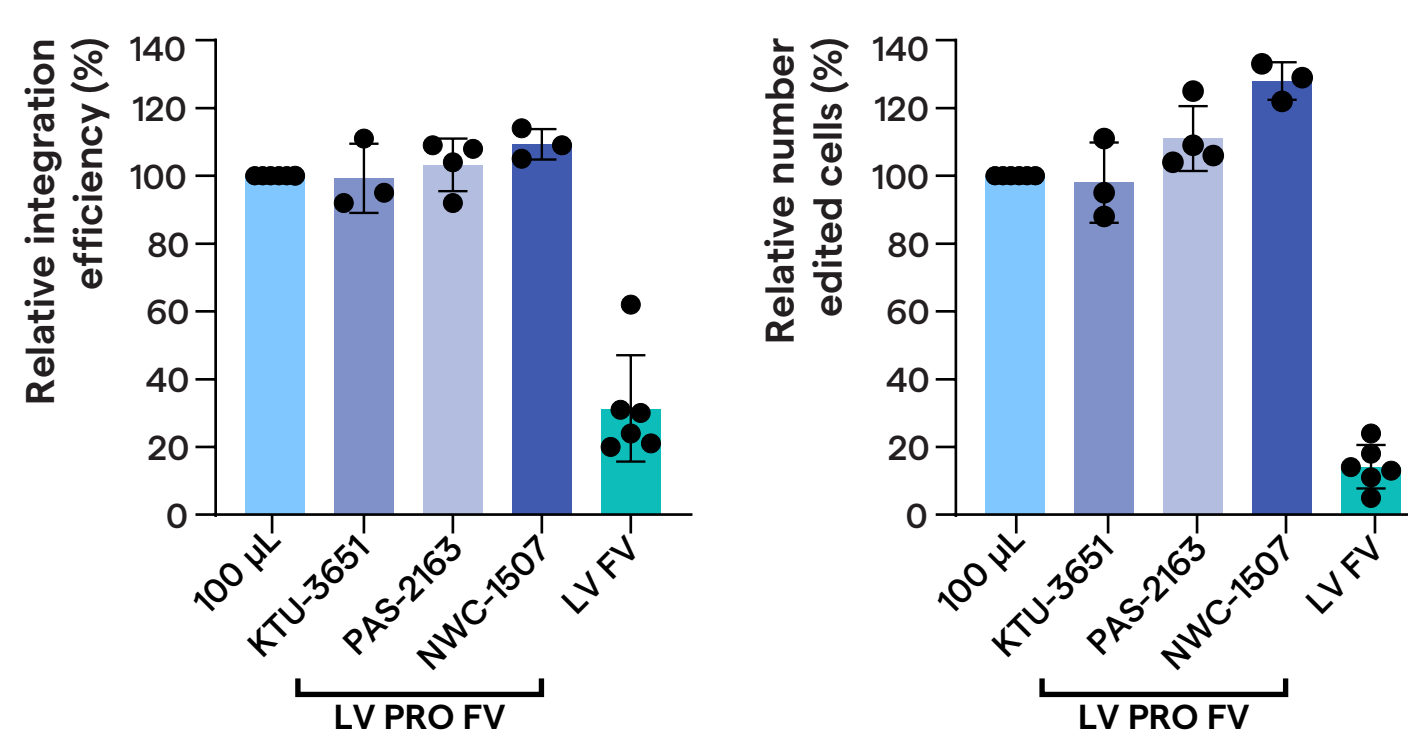 Relative integration
efficiency (%)
140
120
100
80
60
40
20
0
100 µL
KTU-3651
PAS-2163
NWC-1507
LV FV
LV PRO FV
Relative number
edited cells (%)
140
120
100
80
60
40
20
0
100 µL
KTU-3651
PAS-2163
NWC-1507
LV FV
LV PRO FV